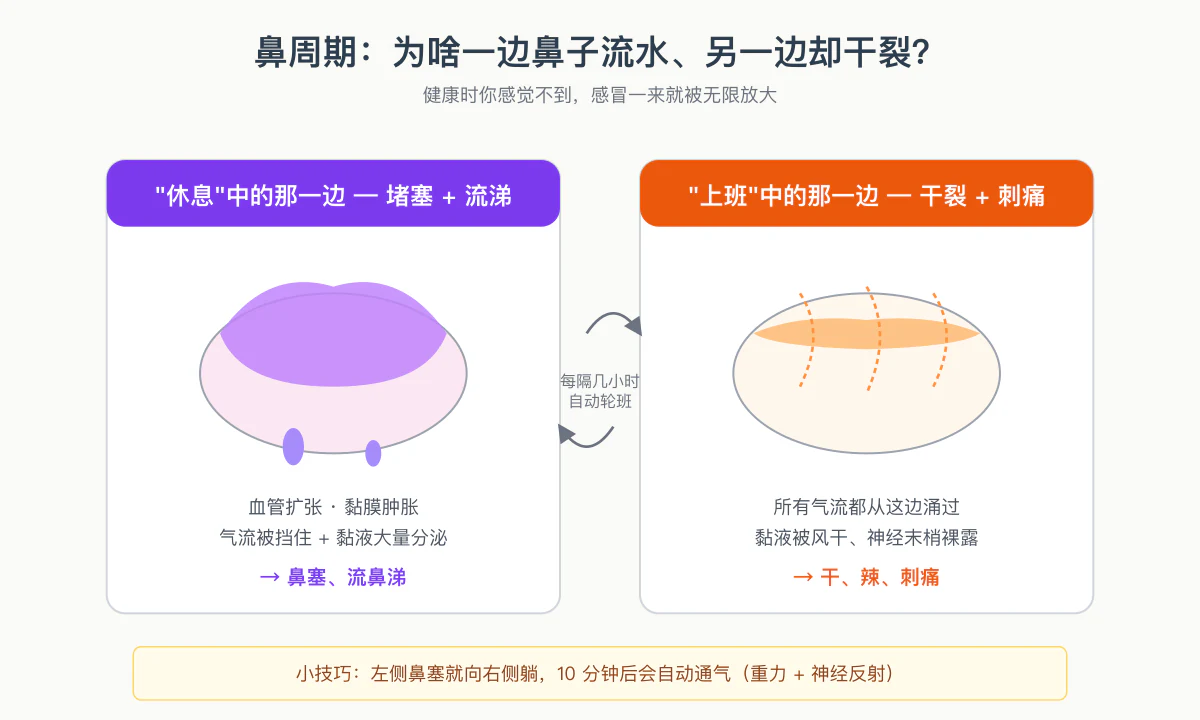 鼻周期：为啥一边鼻子流水、另一边却干裂？
健康时你感觉不到，感冒一来就被无限放大
"休息"中的那一边 — 堵塞 + 流涕
"上班"中的那一边 — 干裂 + 刺痛
每隔几小时
自动轮班
血管扩张 · 黏膜肿胀
气流被挡住 + 黏液大量分泌
→ 鼻塞、流鼻涕
所有气流都从这边涌过
黏液被风干、神经末梢裸露
→ 干、辣、刺痛
小技巧：左侧鼻塞就向右侧躺，10 分钟后会自动通气（重力 + 神经反射）